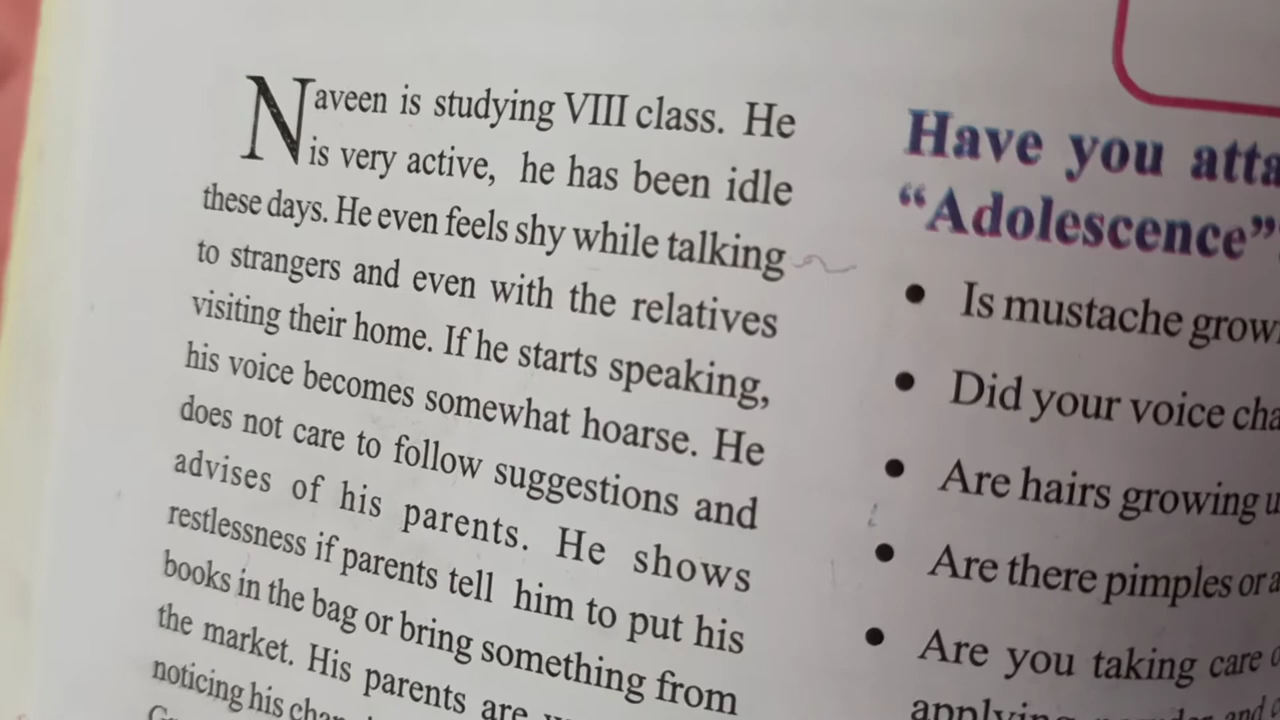 Naveen is studying VIII class. He
is very active, he has been idle
these days. He even feels shy while talking
to strangers and even with the relatives
visiting their home. If he starts speaking,
his voice becomes somewhat hoarse. He
does not care to follow suggestions and
advises of his parents. He shows
restlessness if parents tell him to put his
books in the bag or bring something from
the market. His parents are
noticing his
Have you
“Adolescence”
• Is mustache
• Did your voice
• Are hairs growing
• Are there pimples or
• Are you taking care